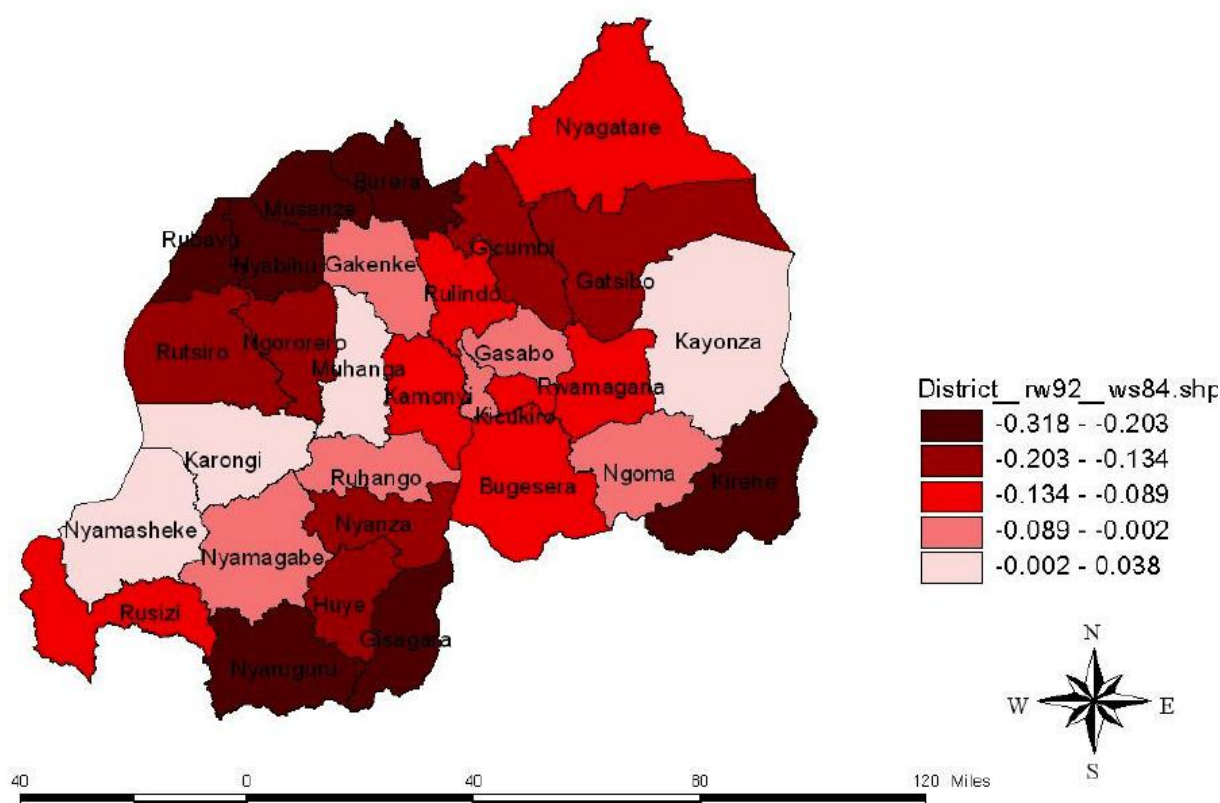 Nyagatare
Burera
Musanze
Rubavu
Nyabihu
Gakenke
Gicumbi
Rulindo
Gatsibo
Rutsiro
Ngororero
Muhanga
Gasabo
Kayonza
Kamonyi
Rwamagana
Kicukiro
Karongi
Ruhango
Bugesera
Ngoma
Kirehe
Nyamasheke
Nyanza
Nyamagabe
Rusizi
Huye
Gisagara
Nyaruguru
District_rw92_ws84.shp
-0.318 - -0.203
-0.203 - -0.134
-0.134 - -0.089
-0.089 - -0.002
-0.002 - 0.038
N
W E
S
40 0 40 80 120 Miles